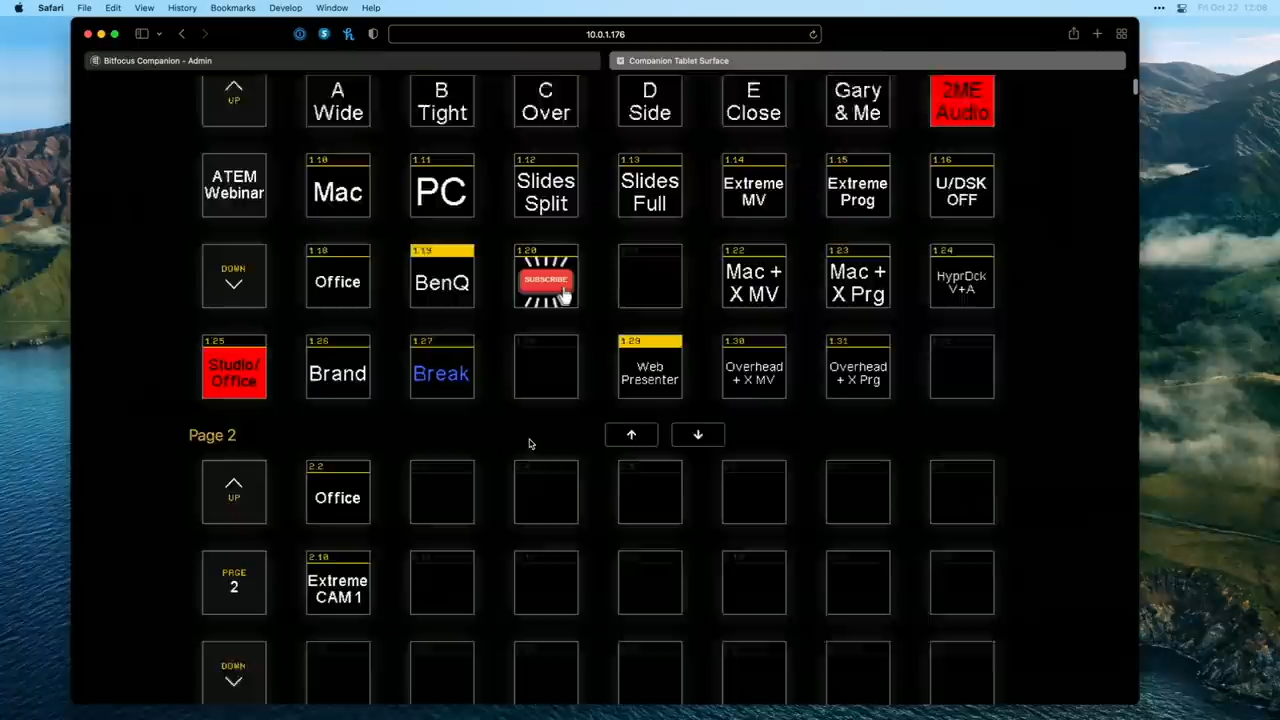 Safari File Edit View History Bookmarks Develop Window Help
Fri Oct 22 17:08
10.0.1.176
Bitfocus Companion - Admin
Companion Tablet Surface
UP
A
Wide
B
Tight
C
Over
D
Side
E
Close
Gary
& Me
2ME
Audio
ATEM
Webinar
1.10
Mac
1.11
PC
1.12
Slides
Split
1.13
Slides
Full
1.14
Extreme
MV
1.15
Extreme
Prog
1.16
U/DSK
OFF
DOWN
1.18
Office
1.19
BenQ
1.20
SUBSCRIBE
1.22
Mac +
X MV
1.23
Mac +
X Prg
1.24
HyprDck
V+A
1.25
Studio/
Office
1.26
Brand
1.27
Break
1.29
Web
Presenter
1.30
Overhead
+ X MV
1.31
Overhead
+ X Prg
Page 2
UP
2.2
Office
PAGE
2
2.10
Extreme
CAM 1
DOWN